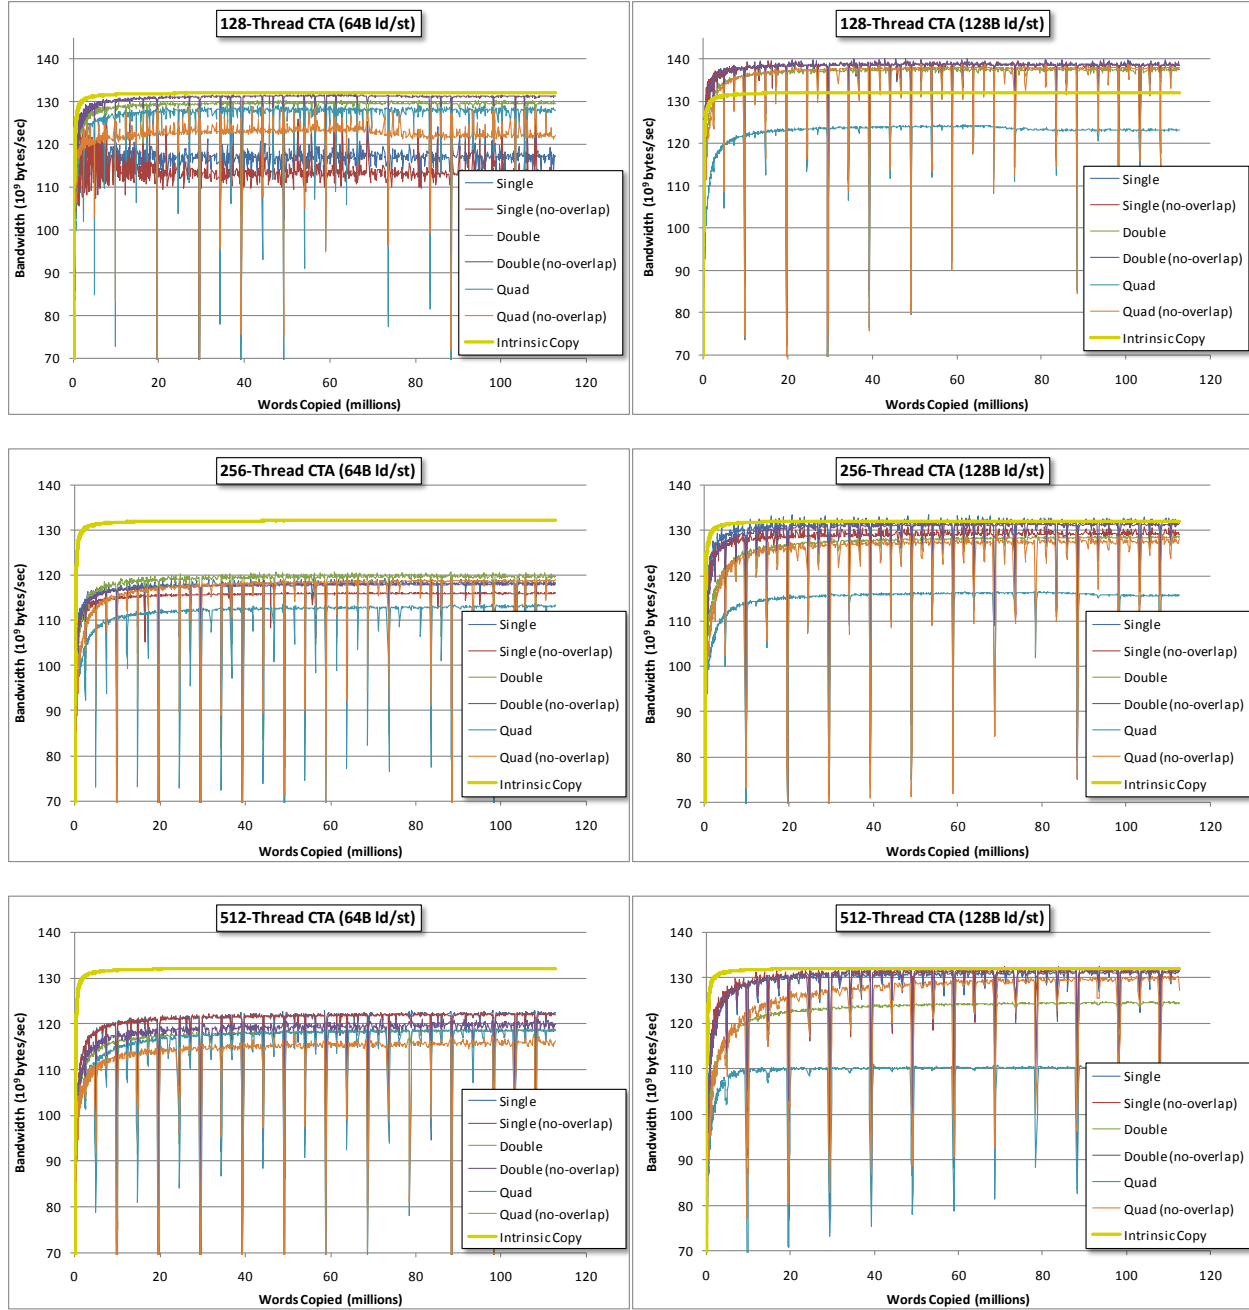 128-Thread CTA (64B ld/st)
Bandwidth (10⁹ bytes/sec)
140
130
120
110
100
90
80
70
0 20 40 60 80 100 120
Words Copied (millions)
Single
Single (no-overlap)
Double
Double (no-overlap)
Quad
Quad (no-overlap)
Intrinsic Copy
128-Thread CTA (128B ld/st)
Bandwidth (10⁹ bytes/sec)
140
130
120
110
100
90
80
70
0 20 40 60 80 100 120
Words Copied (millions)
Single
Single (no-overlap)
Double
Double (no-overlap)
Quad
Quad (no-overlap)
Intrinsic Copy
256-Thread CTA (64B ld/st)
Bandwidth (10⁹ bytes/sec)
140
130
120
110
100
90
80
70
0 20 40 60 80 100 120
Words Copied (millions)
Single
Single (no-overlap)
Double
Double (no-overlap)
Quad
Quad (no-overlap)
Intrinsic Copy
256-Thread CTA (128B ld/st)
Bandwidth (10⁹ bytes/sec)
140
130
120
110
100
90
80
70
0 20 40 60 80 100 120
Words Copied (millions)
Single
Single (no-overlap)
Double
Double (no-overlap)
Quad
Quad (no-overlap)
Intrinsic Copy
512-Thread CTA (64B ld/st)
Bandwidth (10⁹ bytes/sec)
140
130
120
110
100
90
80
70
0 20 40 60 80 100 120
Words Copied (millions)
Single
Single (no-overlap)
Double
Double (no-overlap)
Quad
Quad (no-overlap)
Intrinsic Copy
512-Thread CTA (128B ld/st)
Bandwidth (10⁹ bytes/sec)
140
130
120
110
100
90
80
70
0 20 40 60 80 100 120
Words Copied (millions)
Single
Single (no-overlap)
Double
Double (no-overlap)
Quad
Quad (no-overlap)
Intrinsic Copy